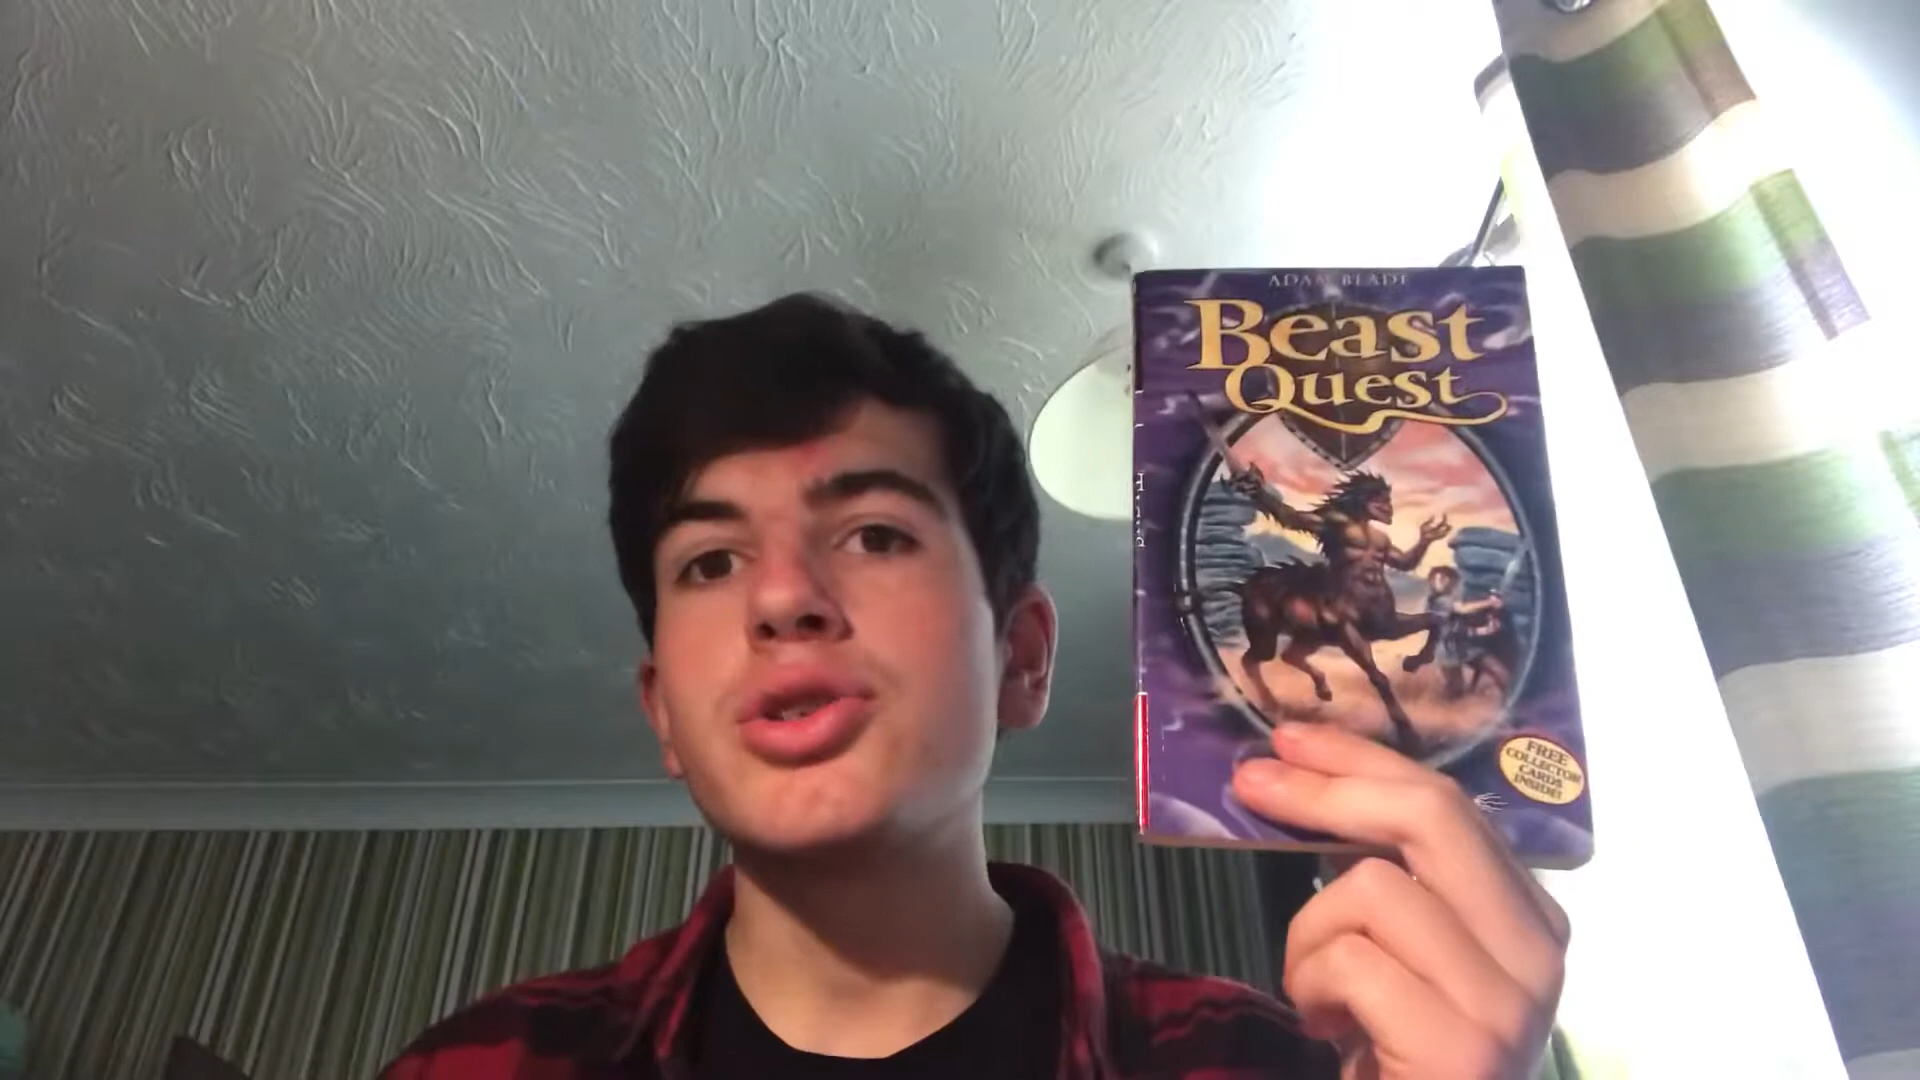 ADAM BLADE
Beast
Quest
FREE
COLLECTOR
CARDS
INSIDE!